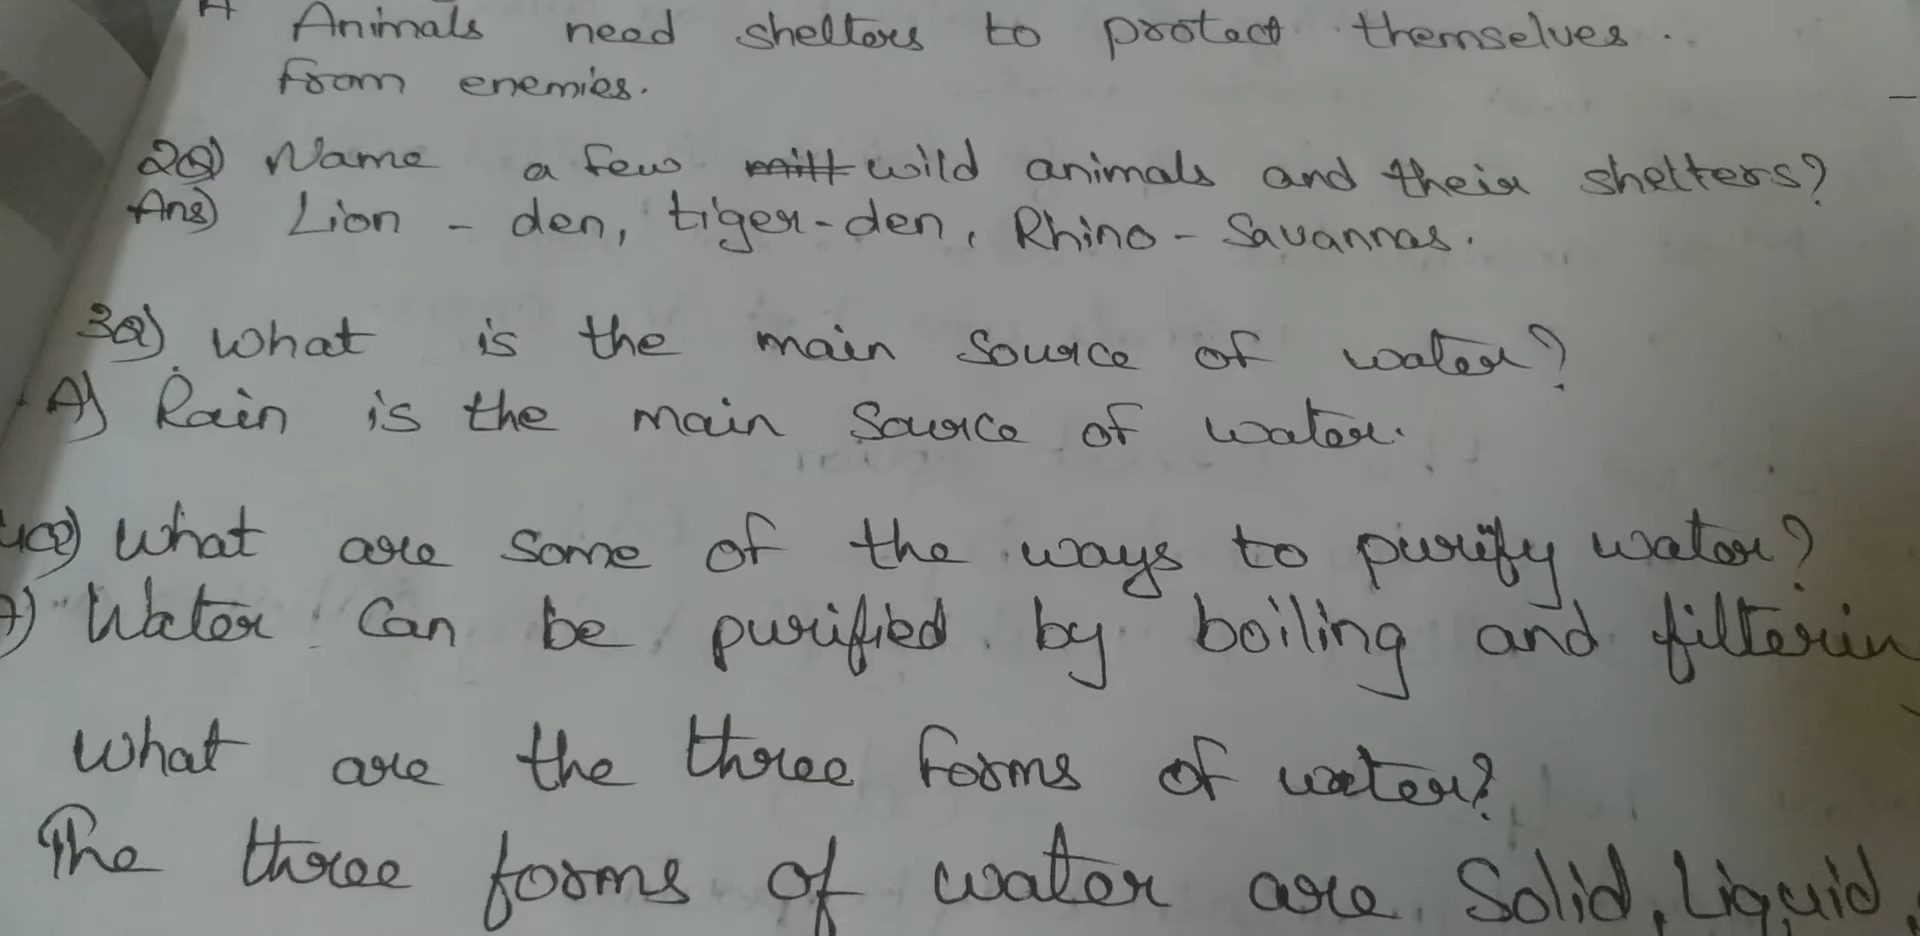 A Animals need shelters to protect themselves.
from enemies.
2Q) Name a few wild animals and their shelters?
Ans) Lion - den, tiger-den, Rhino - Savannas.
3Q) What is the main source of water?
A) Rain is the main source of water.
4Q) What are some of the ways to purify water?
A) Water can be purified by boiling and filterin
What are the three forms of water?
The three forms of water are Solid, Liquid,